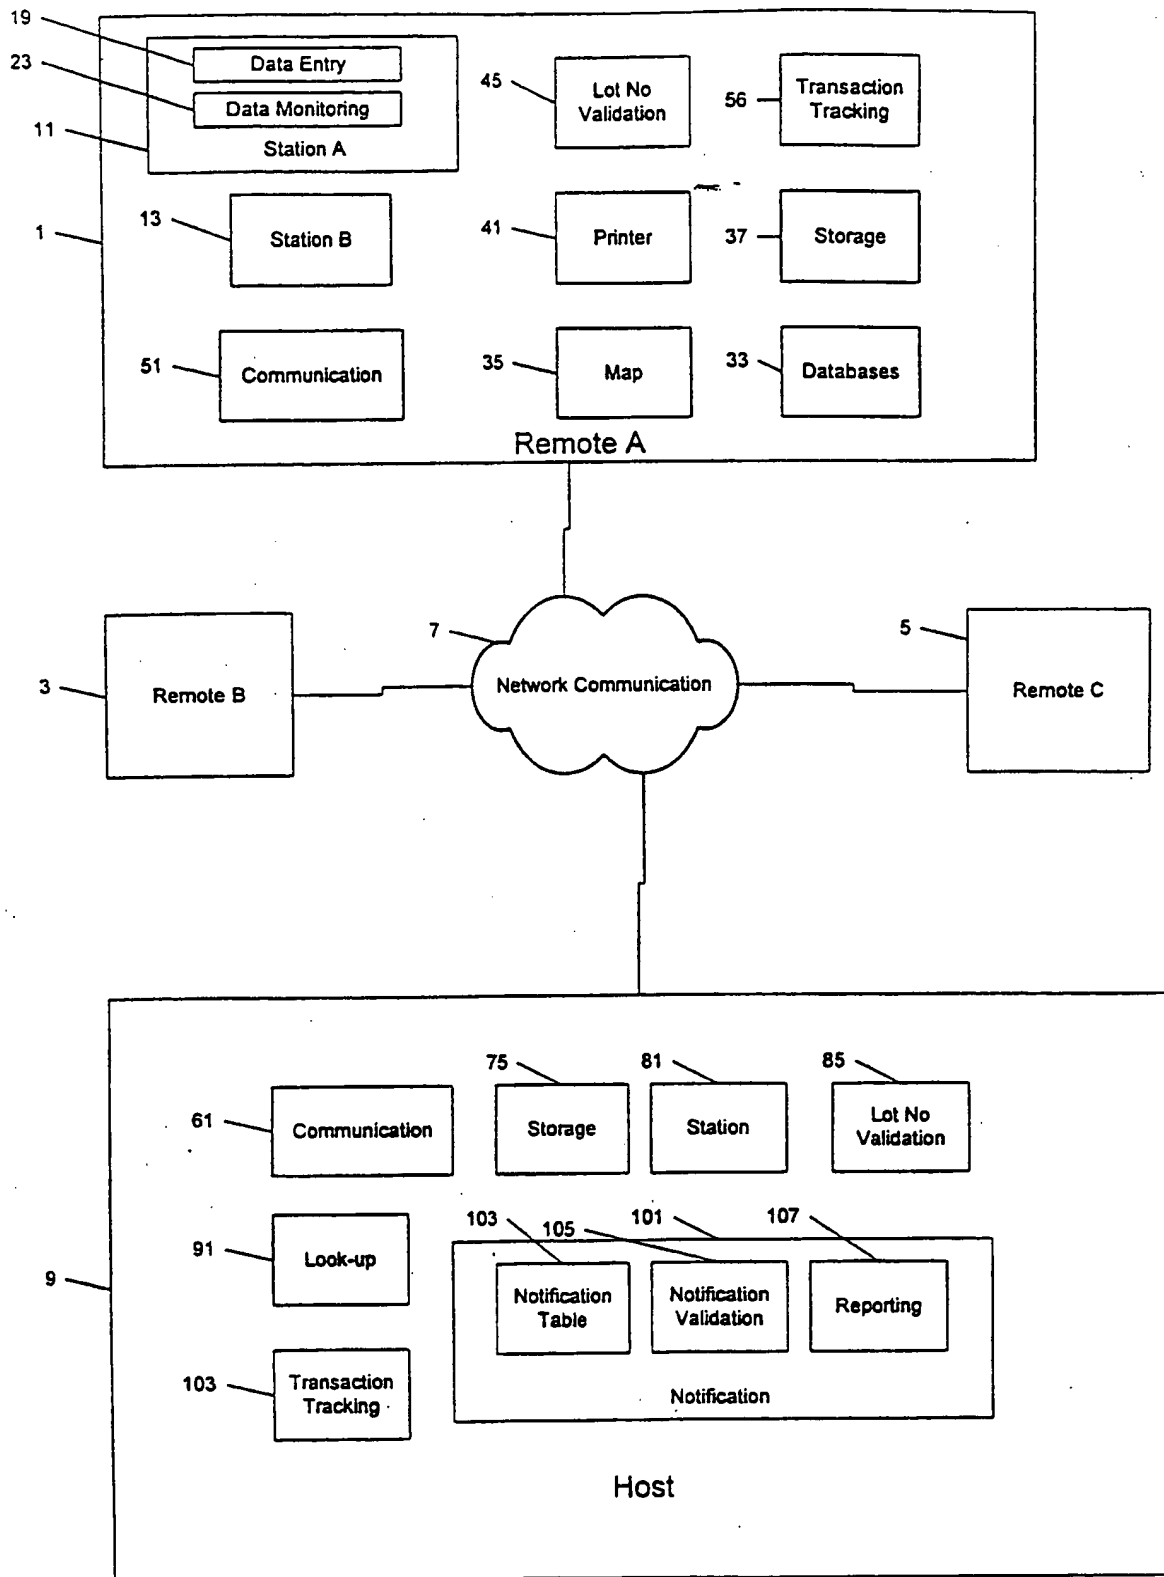 19
Data Entry
23
Data Monitoring
11
Station A
45
Lot No
Validation
56
Transaction
Tracking
13
Station B
1
41
Printer
37
Storage
51
Communication
35
Map
33
Databases
Remote A
7
Network Communication
3
Remote B
5
Remote C
75
81
85
61
Communication
Storage
Station
Lot No
Validation
103
105
101
107
91
Look-up
9
Notification
Table
Notification
Validation
Reporting
103
Transaction
Tracking
Notification
Host